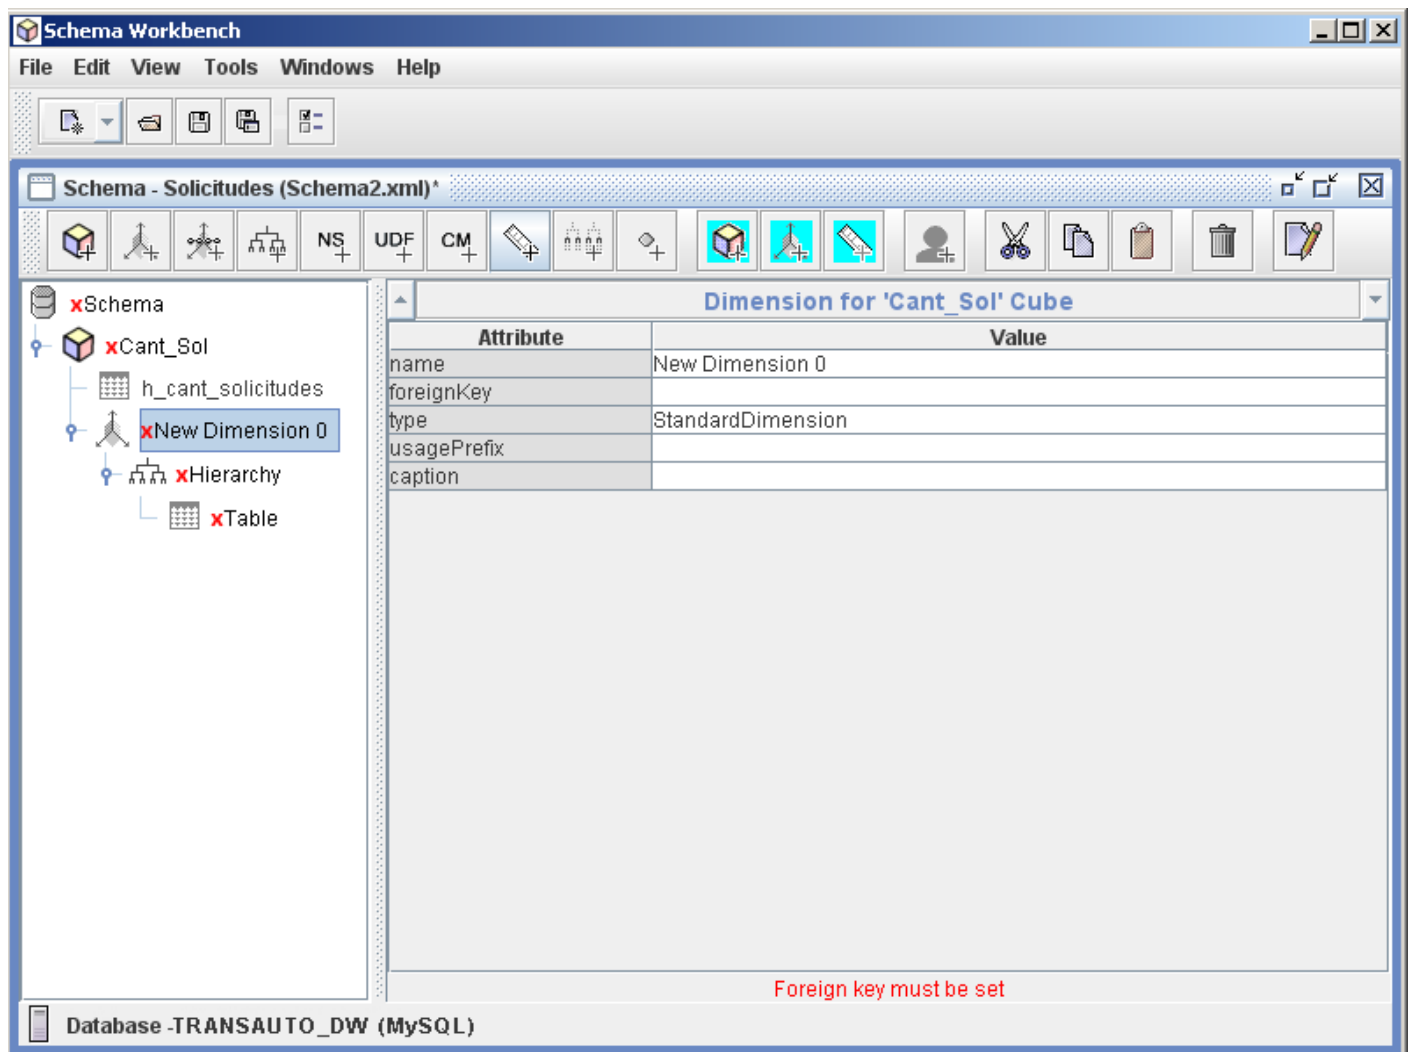 Schema Workbench
File Edit View Tools Windows Help
Schema - Solicitudes (Schema2.xml)*
NS UDF CM
xSchema
xCant_Sol
h_cant_solicitudes
xNew Dimension 0
xHierarchy
xTable
Dimension for 'Cant_Sol' Cube
Attribute Value
name New Dimension 0
foreignKey
type StandardDimension
usagePrefix
caption
Foreign key must be set
Database -TRANSAUTO_DW (MySQL)